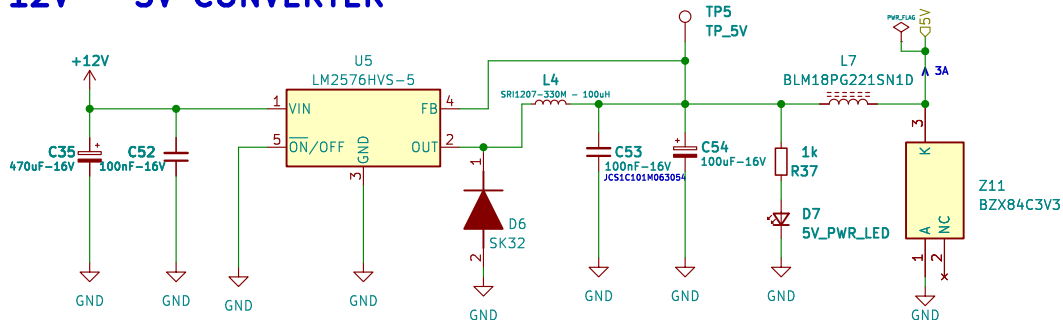 12V   5V CONVERTER
TP5
TP_5V
PWR_FLAG
5V
+12V
U5
LM2576HVS-5
L4
SRI1207-330M - 100uH
L7
BLM18PG221SN1D
3A
1
VIN
FB
4
5
ON/OFF
GND
OUT
2
3
C35
470uF-16V
+
C52
100nF-16V
1
D6
SK32
2
C53
100nF-16V
JCS1C101M063054
+
C54
100uF-16V
1k
R37
D7
5V_PWR_LED
3
K
A
NC
1
2
Z11
BZX84C3V3
GND
GND
GND
GND
GND
GND
GND
GND
GND